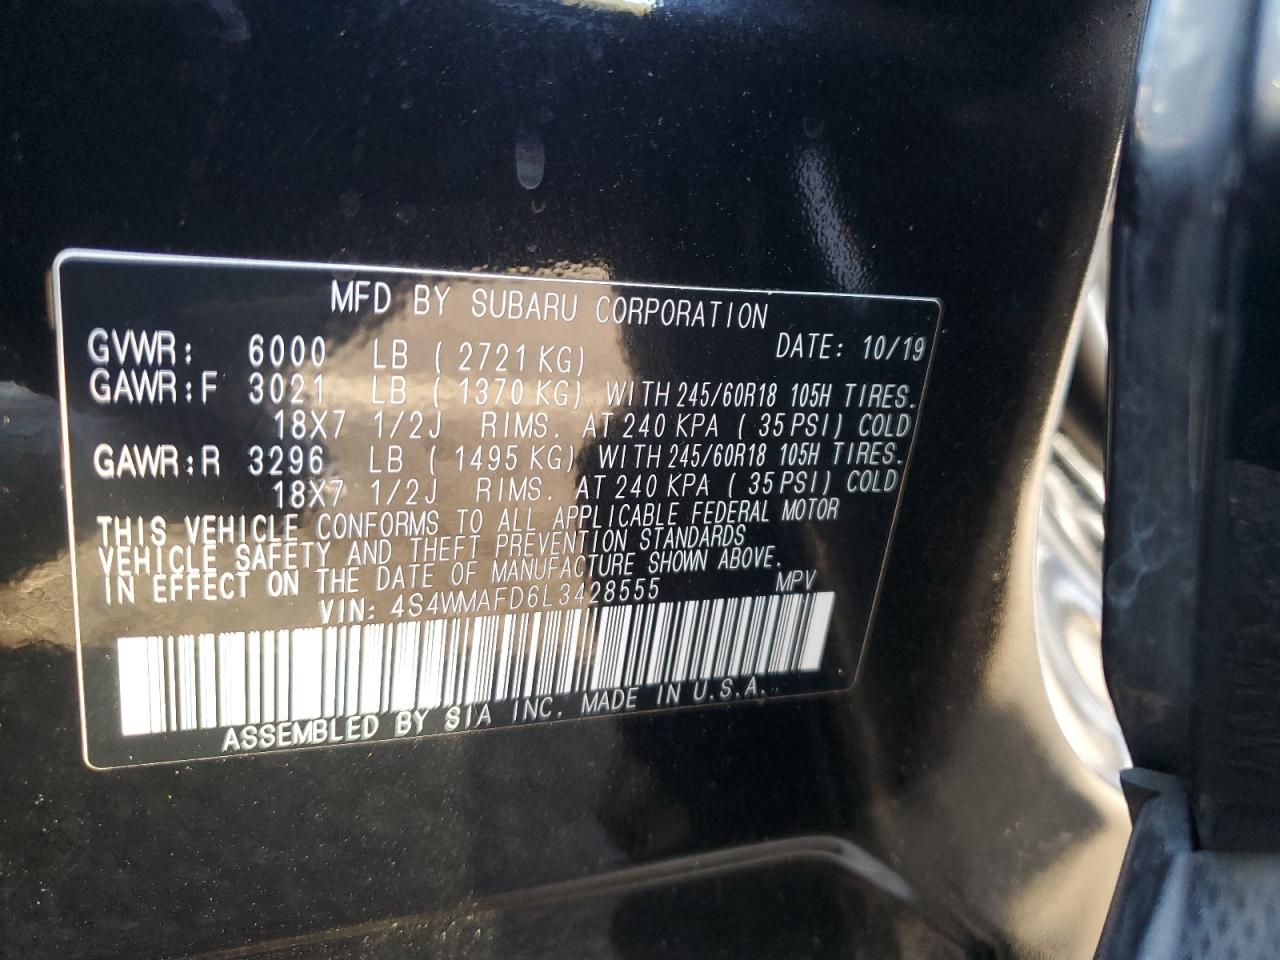 MFD BY SUBARU CORPORATION
GVWR: 6000 LB ( 2721 KG) DATE: 10/19
GAWR:F 3021 LB ( 1370 KG) WITH 245/60R18 105H TIRES.
18X7 1/2J RIMS. AT 240 KPA ( 35 PSI) COLD
GAWR:R 3296 LB ( 1495 KG) WITH 245/60R18 105H TIRES.
18X7 1/2J RIMS. AT 240 KPA ( 35 PSI) COLD
THIS VEHICLE CONFORMS TO ALL APPLICABLE FEDERAL MOTOR
VEHICLE SAFETY AND THEFT PREVENTION STANDARDS
IN EFFECT ON THE DATE OF MANUFACTURE SHOWN ABOVE.
VIN: 4S4WMAFD6L3428555 MPV
ASSEMBLED BY SIA INC. MADE IN U.S.A.